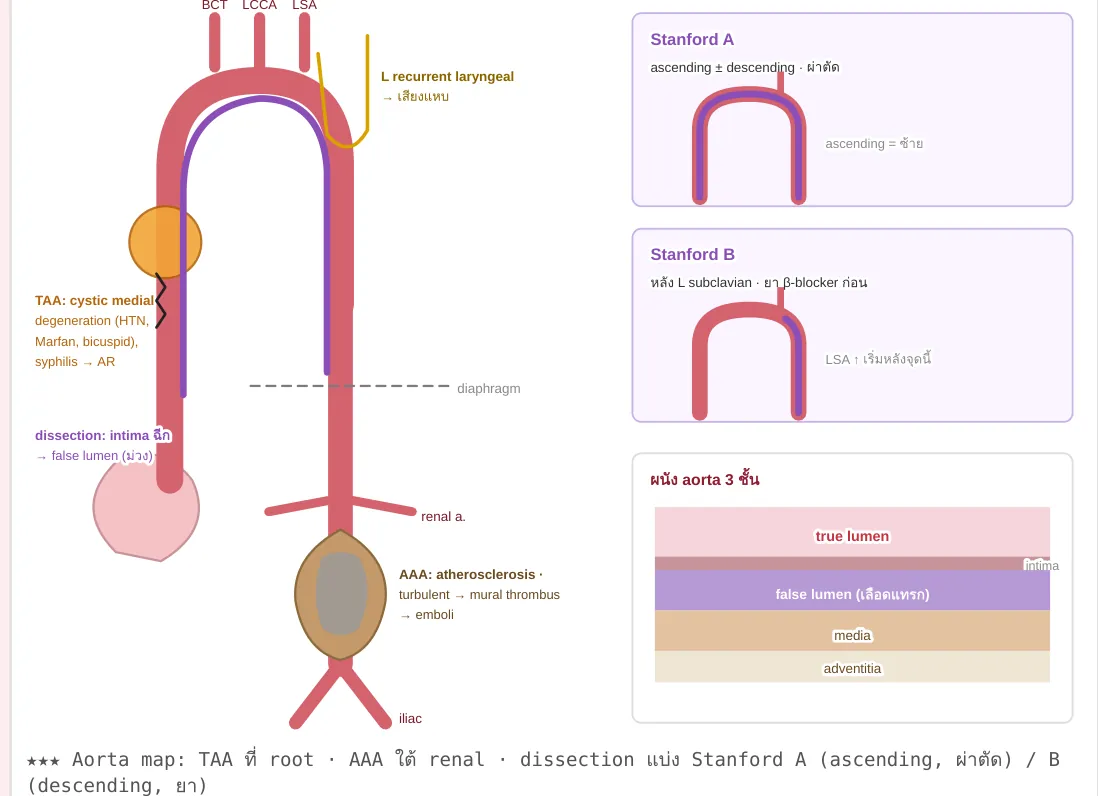 BCT LCCA LSA
L recurrent laryngeal
→ เสียงแหบ
TAA: cystic medial
degeneration (HTN,
Marfan, bicuspid),
syphilis → AR
diaphragm
dissection: intima ฉีก
→ false lumen (ม่วง)
renal a.
AAA: atherosclerosis ·
turbulent → mural thrombus
→ emboli
iliac
Stanford A
ascending ± descending · ผ่าตัด
ascending = ซ้าย
Stanford B
หลัง L subclavian · ยา β-blocker ก่อน
LSA ↑ เริ่มหลังจุดนี้
ผนัง aorta 3 ชั้น
true lumen
intima
false lumen (เลือดแทรก)
media
adventitia
★★★ Aorta map: TAA ที่ root · AAA ใต้ renal · dissection แบ่ง Stanford A (ascending, ผ่าตัด) / B
(descending, ยา)